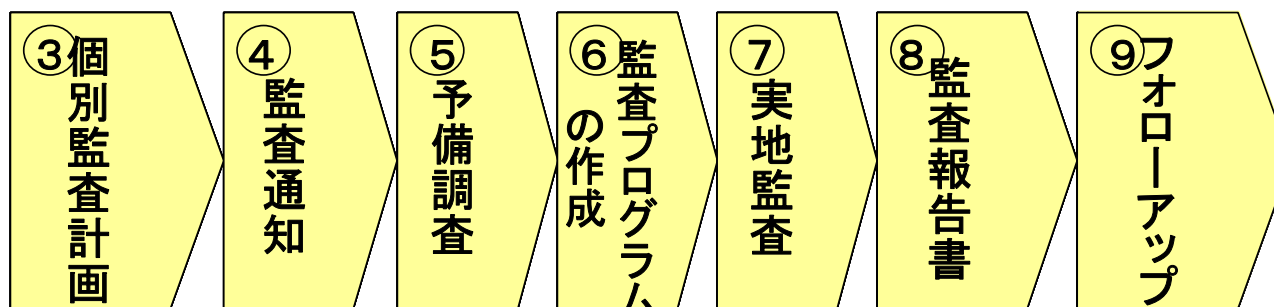 ③個別監査計画
④監査通知
⑤予備調査
⑥監査プログラム
の作成
⑦実地監査
⑧監査報告書
⑨フォローアップ